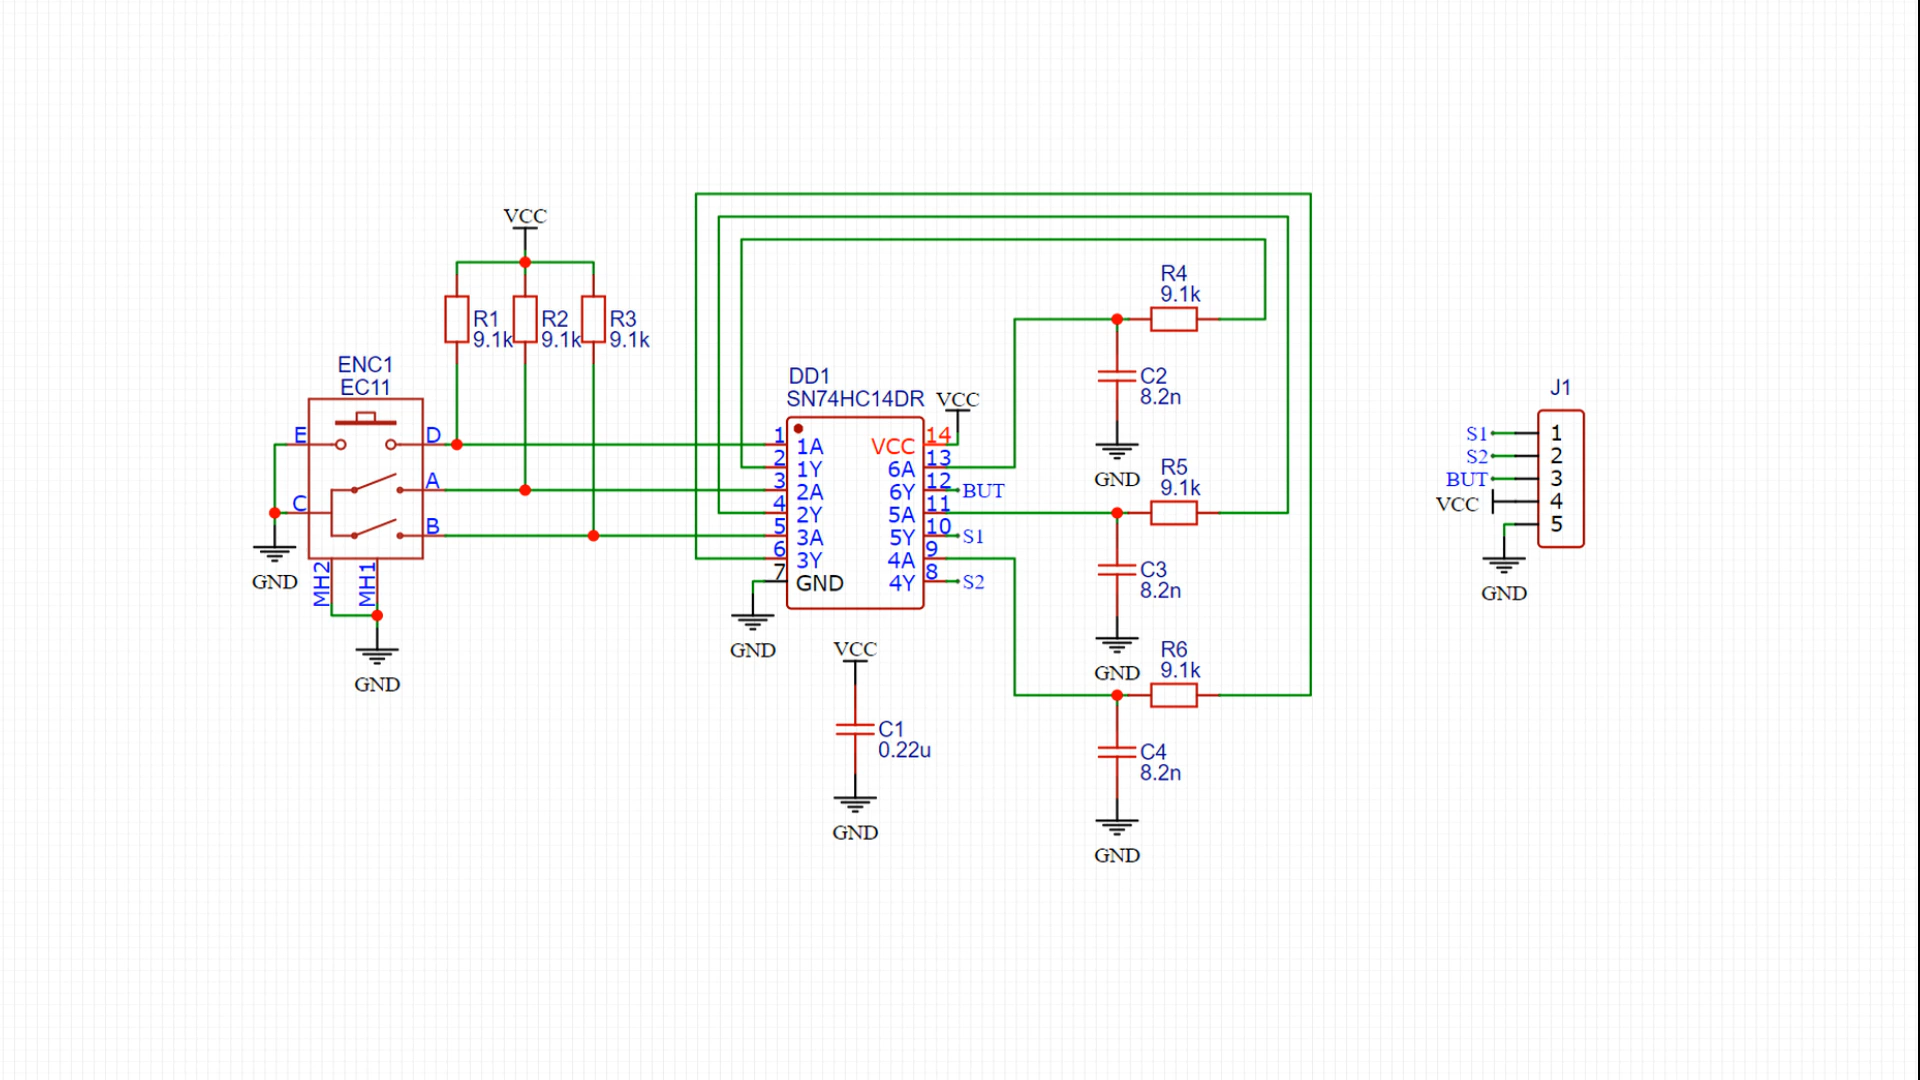 VCC
R1
9.1k
R2
9.1k
R3
9.1k
ENC1
EC11
E
D
A
C
B
MH2
MH1
GND
GND
DD1
SN74HC14DR
VCC
1 1A
2 1Y
3 2A
4 2Y
5 3A
6 3Y
7 GND
VCC 14
6A 13
6Y 12 BUT
5A 11
5Y 10 S1
4A 9
4Y 8 S2
GND
VCC
C1
0.22u
GND
R4
9.1k
C2
8.2n
GND
R5
9.1k
C3
8.2n
GND
R6
9.1k
C4
8.2n
GND
J1
S1 1
S2 2
BUT 3
VCC 4
5
GND